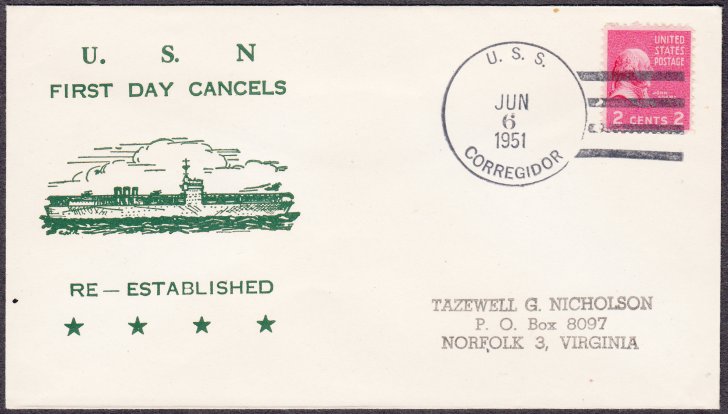 U. S. N
FIRST DAY CANCELS
RE — ESTABLISHED
U. S. S.
JUN
6
1951
CORREGIDOR
UNITED
STATES
POSTAGE
2 CENTS 2
TAZEWELL G. NICHOLSON
P. O. Box 8097
NORFOLK 3, VIRGINIA